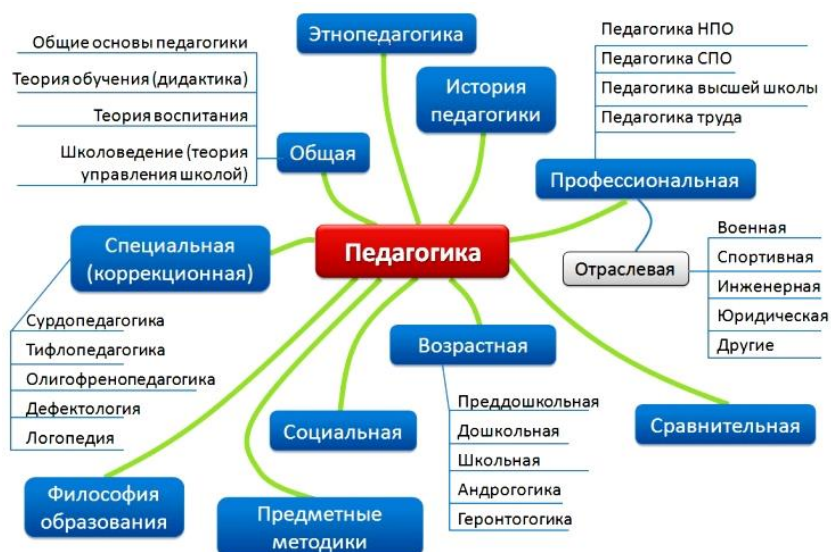 Этнопедагогика
История
педагогики
Общие основы педагогики
Теория обучения (дидактика)
Теория воспитания
Школоведение (теория
управления школой)
Общая
Педагогика НПО
Педагогика СПО
Педагогика высшей школы
Педагогика труда
Профессиональная
Отраслевая
Военная
Спортивная
Инженерная
Юридическая
Другие
Педагогика
Специальная
(коррекционная)
Сурдопедагогика
Тифлопедагогика
Олигофренопедагогика
Дефектология
Логопедия
Возрастная
Преддошкольная
Дошкольная
Школьная
Андрогогика
Геронтогогика
Сравнительная
Социальная
Философия
образования
Предметные
методики